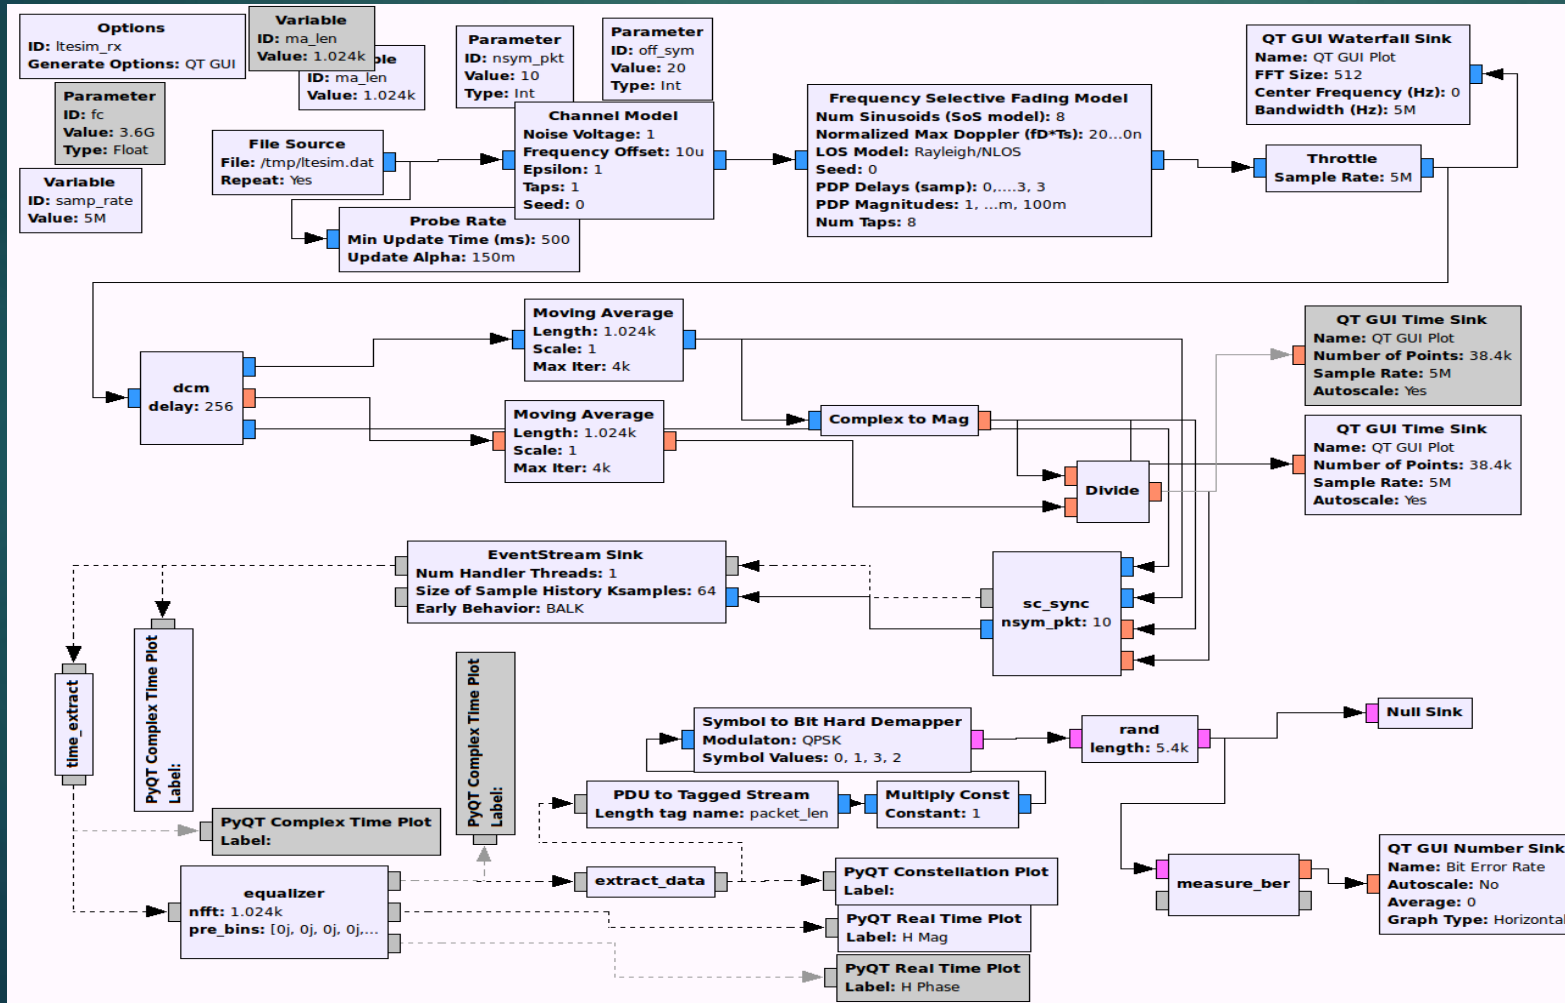 Options
ID: ltesim_rx
Generate Options: QT GUI
Variable
ID: ma_len
Value: 1.024k
ble
ID: ma_len
Value: 1.024k
Parameter
ID: fc
Value: 3.6G
Type: Float
Variable
ID: samp_rate
Value: 5M
Parameter
ID: nsym_pkt
Value: 10
Type: Int
Parameter
ID: off_sym
Value: 20
Type: Int
File Source
File: /tmp/ltesim.dat
Repeat: Yes
Probe Rate
Min Update Time (ms): 500
Update Alpha: 150m
Channel Model
Noise Voltage: 1
Frequency Offset: 10u
Epsilon: 1
Taps: 1
Seed: 0
Frequency Selective Fading Model
Num Sinusoids (SoS model): 8
Normalized Max Doppler (fD*Ts): 20...0n
LOS Model: Rayleigh/NLOS
Seed: 0
PDP Delays (samp): 0,....3, 3
PDP Magnitudes: 1, ...m, 100m
Num Taps: 8
QT GUI Waterfall Sink
Name: QT GUI Plot
FFT Size: 512
Center Frequency (Hz): 0
Bandwidth (Hz): 5M
Throttle
Sample Rate: 5M
dcm
delay: 256
Moving Average
Length: 1.024k
Scale: 1
Max Iter: 4k
Moving Average
Length: 1.024k
Scale: 1
Max Iter: 4k
Complex to Mag
Divide
QT GUI Time Sink
Name: QT GUI Plot
Number of Points: 38.4k
Sample Rate: 5M
Autoscale: Yes
QT GUI Time Sink
Name: QT GUI Plot
Number of Points: 38.4k
Sample Rate: 5M
Autoscale: Yes
EventStream Sink
Num Handler Threads: 1
Size of Sample History Ksamples: 64
Early Behavior: BALK
sc_sync
nsym_pkt: 10
time_extract
PyQT Complex Time Plot
Label:
PyQT Complex Time Plot
Label:
PyQT Complex Time Plot
Label:
Symbol to Bit Hard Demapper
Modulaton: QPSK
Symbol Values: 0, 1, 3, 2
rand
length: 5.4k
Null Sink
PDU to Tagged Stream
Length tag name: packet_len
Multiply Const
Constant: 1
equalizer
nfft: 1.024k
pre_bins: [0j, 0j, 0j, 0j,...
extract_data
PyQT Constellation Plot
Label:
PyQT Real Time Plot
Label: H Mag
PyQT Real Time Plot
Label: H Phase
measure_ber
QT GUI Number Sink
Name: Bit Error Rate
Autoscale: No
Average: 0
Graph Type: Horizontal